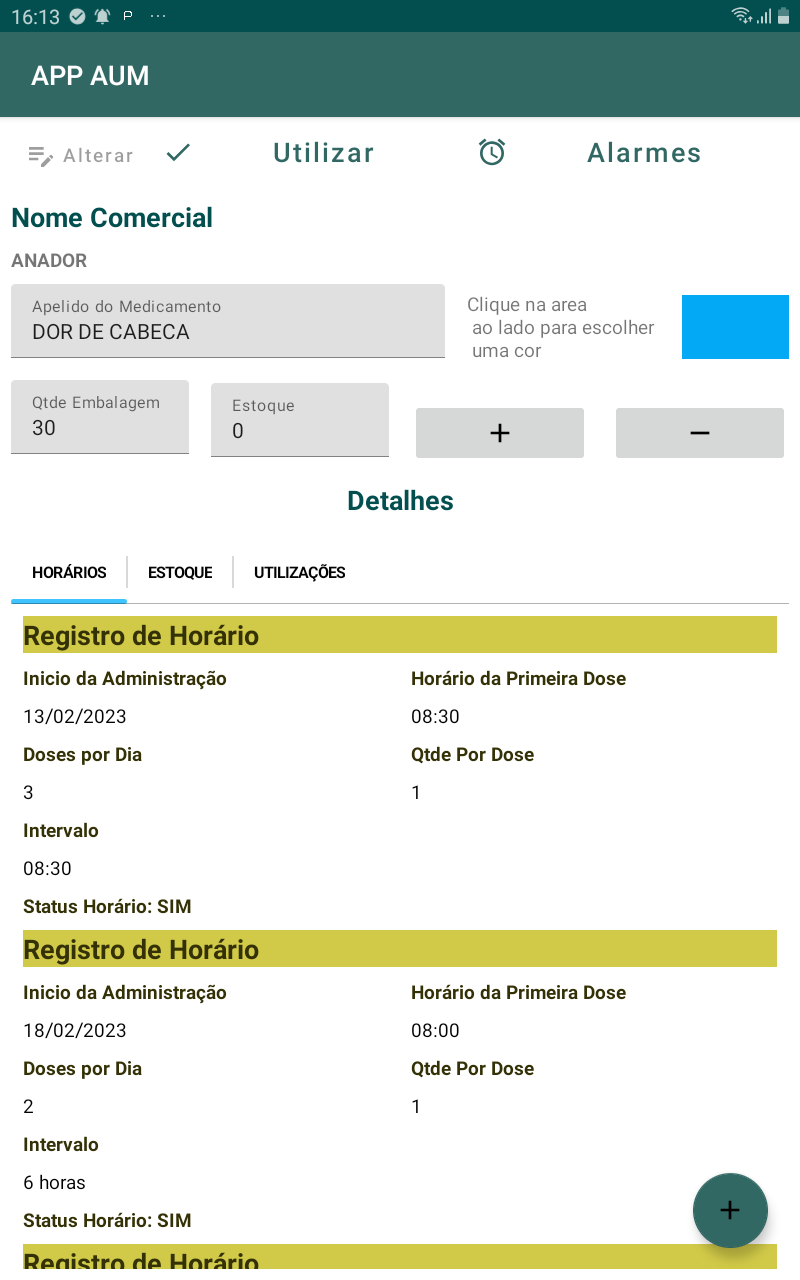 16:13
APP AUM
Alterar Utilizar Alarmes
Nome Comercial
ANADOR
Apelido do Medicamento
DOR DE CABECA
Clique na area
ao lado para escolher
uma cor
Qtde Embalagem
30
Estoque
0
+ −
Detalhes
HORÁRIOS ESTOQUE UTILIZAÇÕES
Registro de Horário
Inicio da Administração Horário da Primeira Dose
13/02/2023 08:30
Doses por Dia Qtde Por Dose
3 1
Intervalo
08:30
Status Horário: SIM
Registro de Horário
Inicio da Administração Horário da Primeira Dose
18/02/2023 08:00
Doses por Dia Qtde Por Dose
2 1
Intervalo
6 horas
Status Horário: SIM
+
Registro de Horário